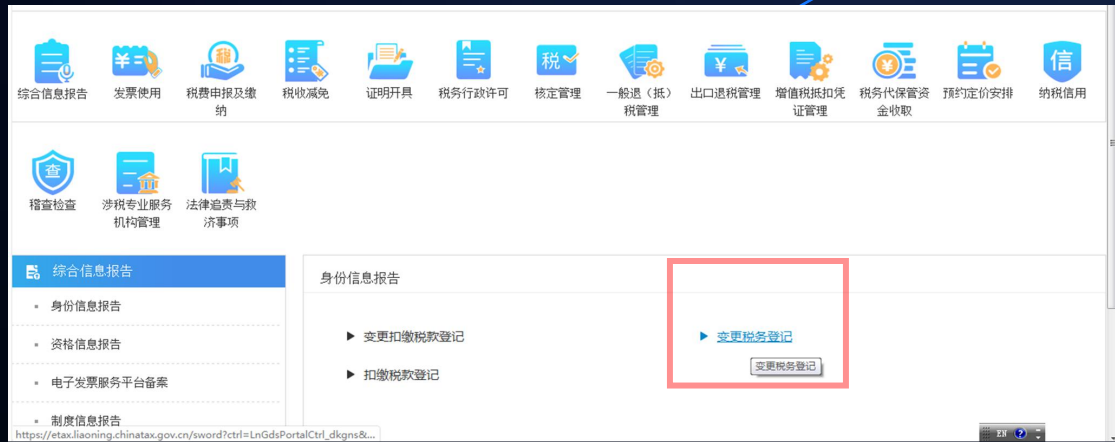 综合信息报告 发票使用 税费申报及缴 税收减免 证明开具 税务行政许可 核定管理 一般退（抵） 出口退税管理 增值税抵扣凭 税务代保管资 预约定价安排 纳税信用
纳 税管理 证管理 金收取
税
税
信
查
稽查检查 涉税专业服务 法律追责与救
机构管理 济事项
综合信息报告
身份信息报告
身份信息报告
变更扣缴税款登记 变更税务登记
资格信息报告
变更税务登记
扣缴税款登记
电子发票服务平台备案
制度信息报告
https://etax.liaoning.chinatax.gov.cn/sword?ctrl=LnGdsPortalCtrl_dkgns&...
EN